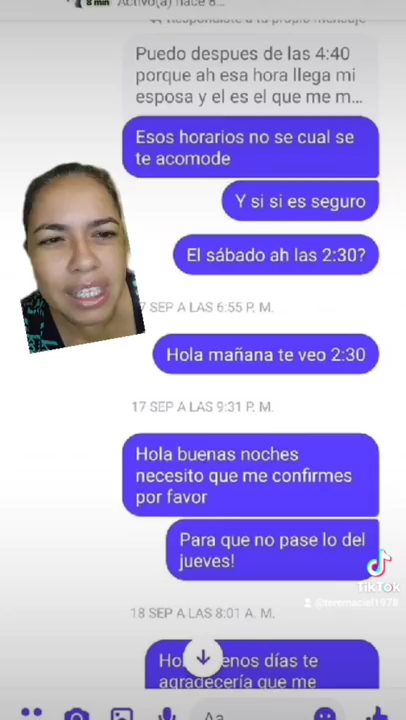 8 min Activo(a) hace 8
Respondiste a tu propio mensaje
Puedo despues de las 4:40
porque ah esa hora llega mi
esposa y el es el que me m...
Esos horarios no se cual se
te acomode
Y si si es seguro
El sábado ah las 2:30?
7 SEP A LAS 6:55 P. M.
Hola mañana te veo 2:30
17 SEP A LAS 9:31 P. M.
Hola buenas noches
necesito que me confirmes
por favor
Para que no pase lo del
jueves!
TikTok
@teremaciel1978
18 SEP A LAS 8:01 A. M.
enos días te
agradecería que me
Aa